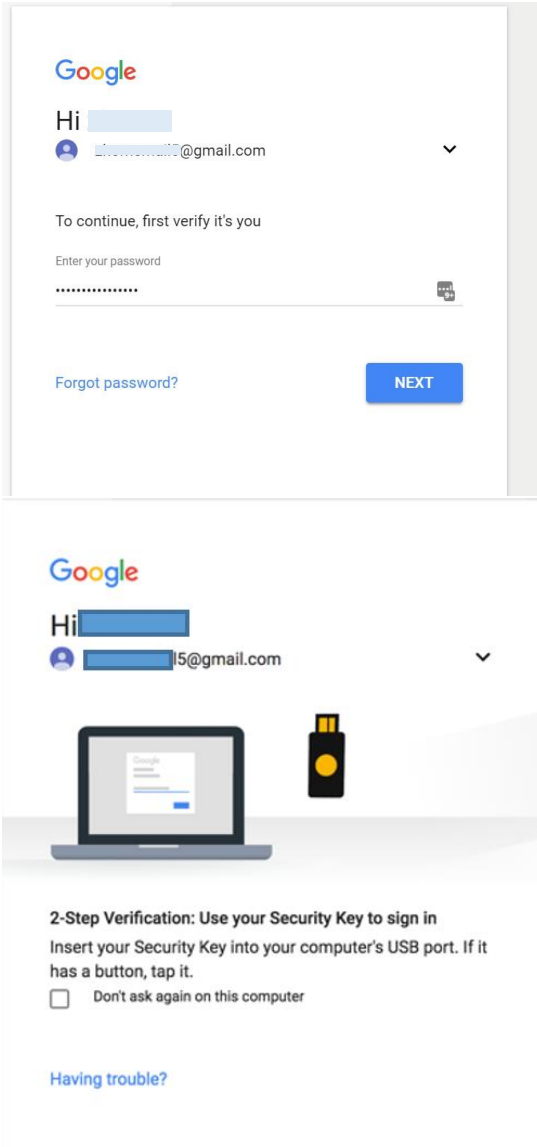 Google
Hi
@gmail.com
To continue, first verify it's you
Enter your password
••••••••••••••••
Forgot password?
NEXT
Google
Hi
l5@gmail.com
Google
2-Step Verification: Use your Security Key to sign in
Insert your Security Key into your computer's USB port. If it
has a button, tap it.
Don't ask again on this computer
Having trouble?